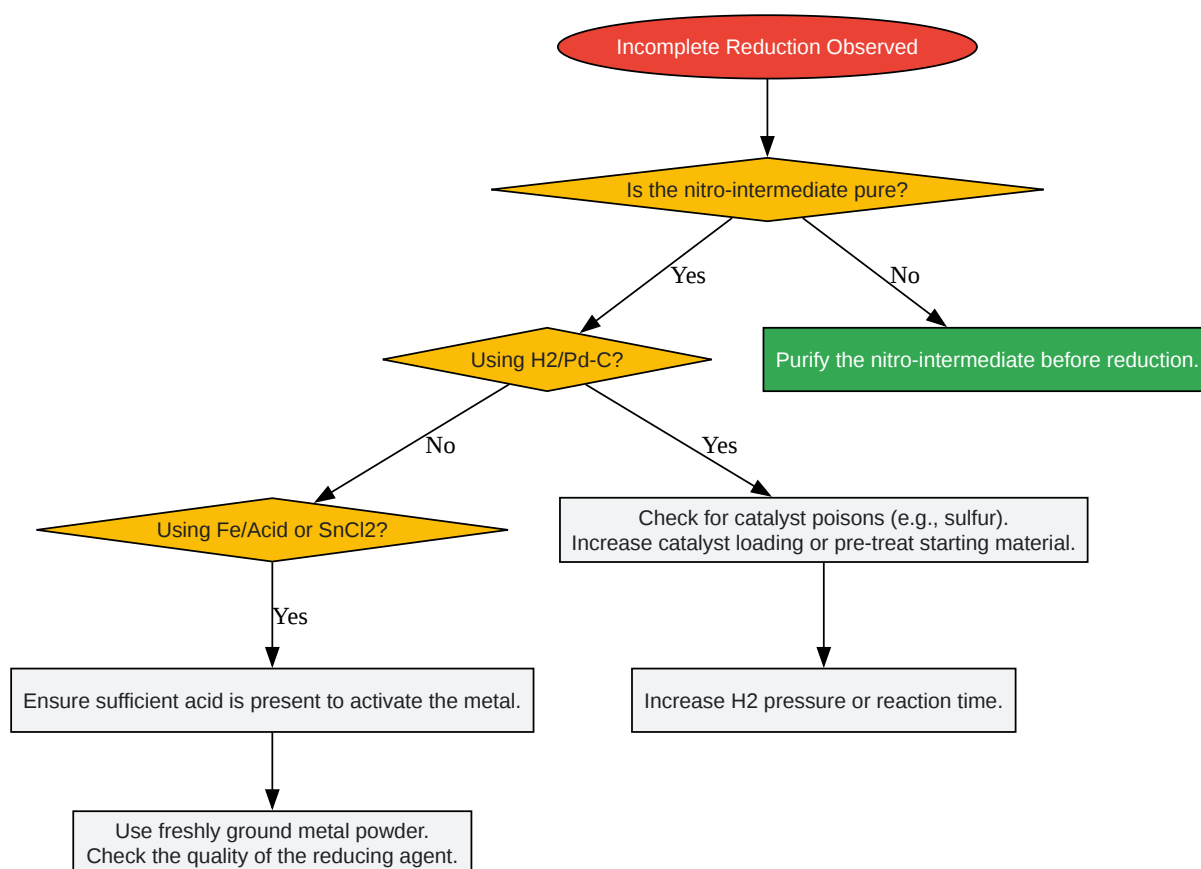 Incomplete Reduction Observed
Is the nitro-intermediate pure?
Yes
No
Using H2/Pd-C?
Purify the nitro-intermediate before reduction.
No
Yes
Using Fe/Acid or SnCl2?
Check for catalyst poisons (e.g., sulfur).
Increase catalyst loading or pre-treat starting material.
Yes
Ensure sufficient acid is present to activate the metal.
Increase H2 pressure or reaction time.
Use freshly ground metal powder.
Check the quality of the reducing agent.